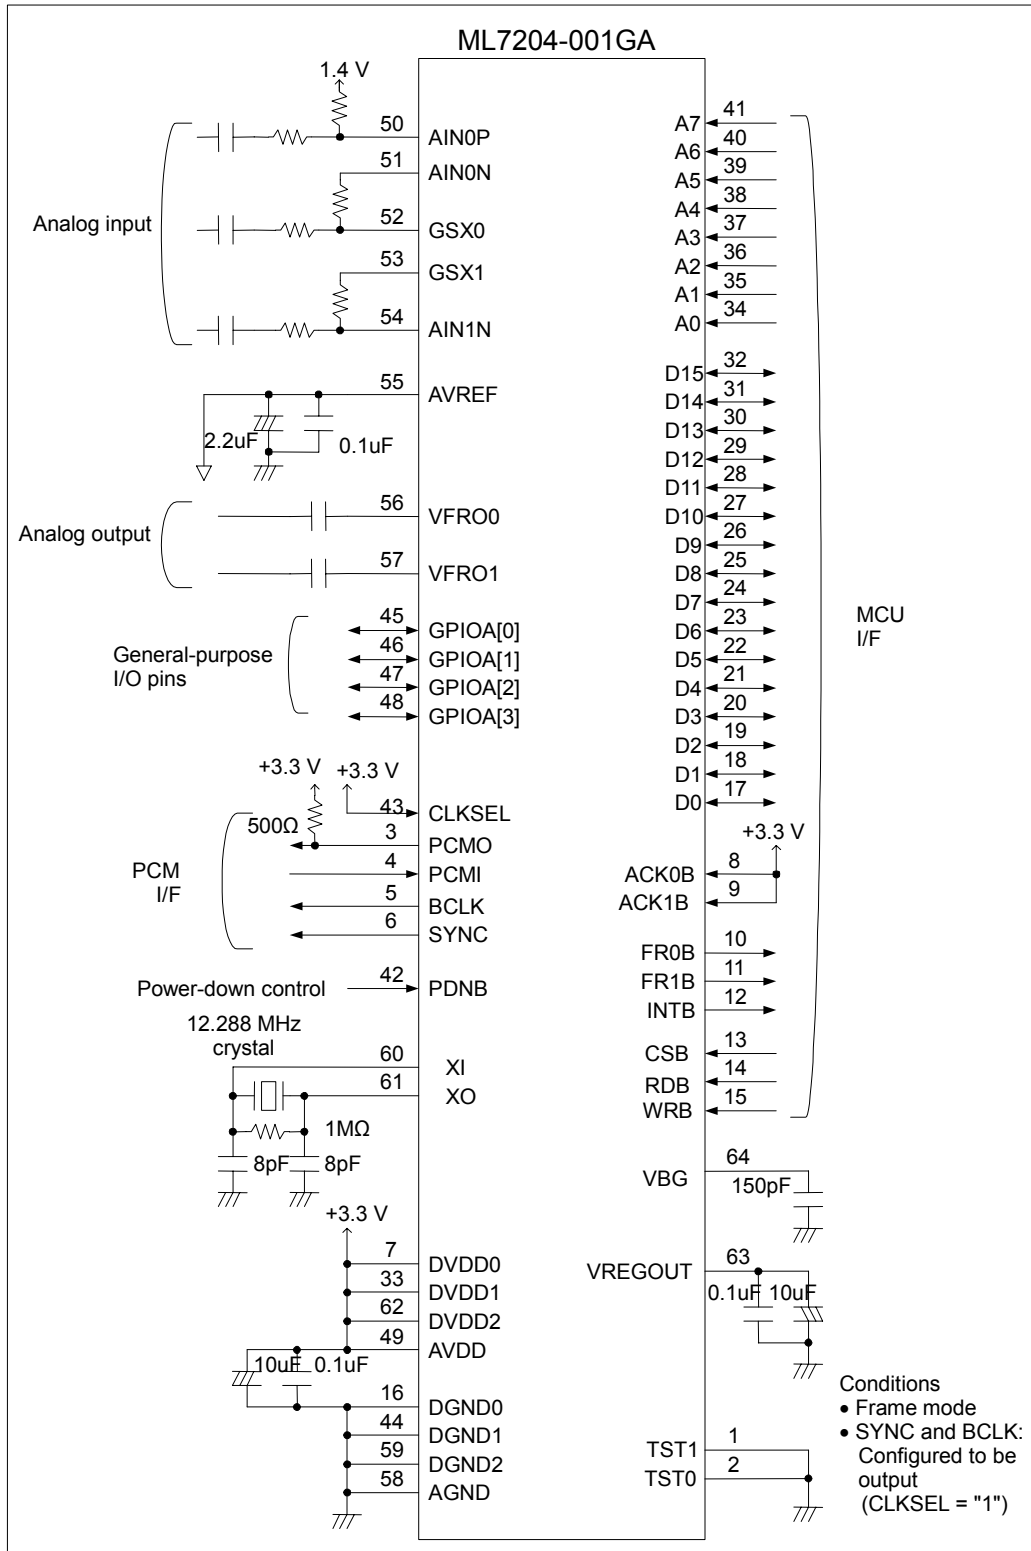 ML7204-001GA
1.4 V
50
AIN0P
51
AIN0N
Analog input
52
GSX0
53
GSX1
54
AIN1N
55
AVREF
2.2uF
0.1uF
56
VFRO0
Analog output
57
VFRO1
45
GPIOA[0]
46
General-purpose
I/O pins
GPIOA[1]
47
GPIOA[2]
48
GPIOA[3]
+3.3 V
+3.3 V
43
CLKSEL
500Ω
3
PCMO
PCM
I/F
4
PCMI
5
BCLK
6
SYNC
42
Power-down control
PDNB
12.288 MHz
crystal
60
XI
61
XO
1MΩ
8pF
8pF
+3.3 V
7
DVDD0
33
DVDD1
62
DVDD2
49
AVDD
10uF
0.1uF
16
DGND0
44
DGND1
59
DGND2
58
AGND
41
A7
40
A6
39
A5
38
A4
37
A3
36
A2
35
A1
34
A0
32
D15
31
D14
30
D13
29
D12
28
D11
27
D10
26
D9
25
D8
24
D7
23
D6
22
D5
21
D4
20
D3
19
D2
18
D1
17
D0
MCU
I/F
+3.3 V
8
ACK0B
9
ACK1B
10
FR0B
11
FR1B
12
INTB
13
CSB
14
RDB
15
WRB
64
VBG
150pF
63
VREGOUT
0.1uF
10uF
1
TST1
2
TST0
Conditions
• Frame mode
• SYNC and BCLK:
Configured to be
output
(CLKSEL = "1")